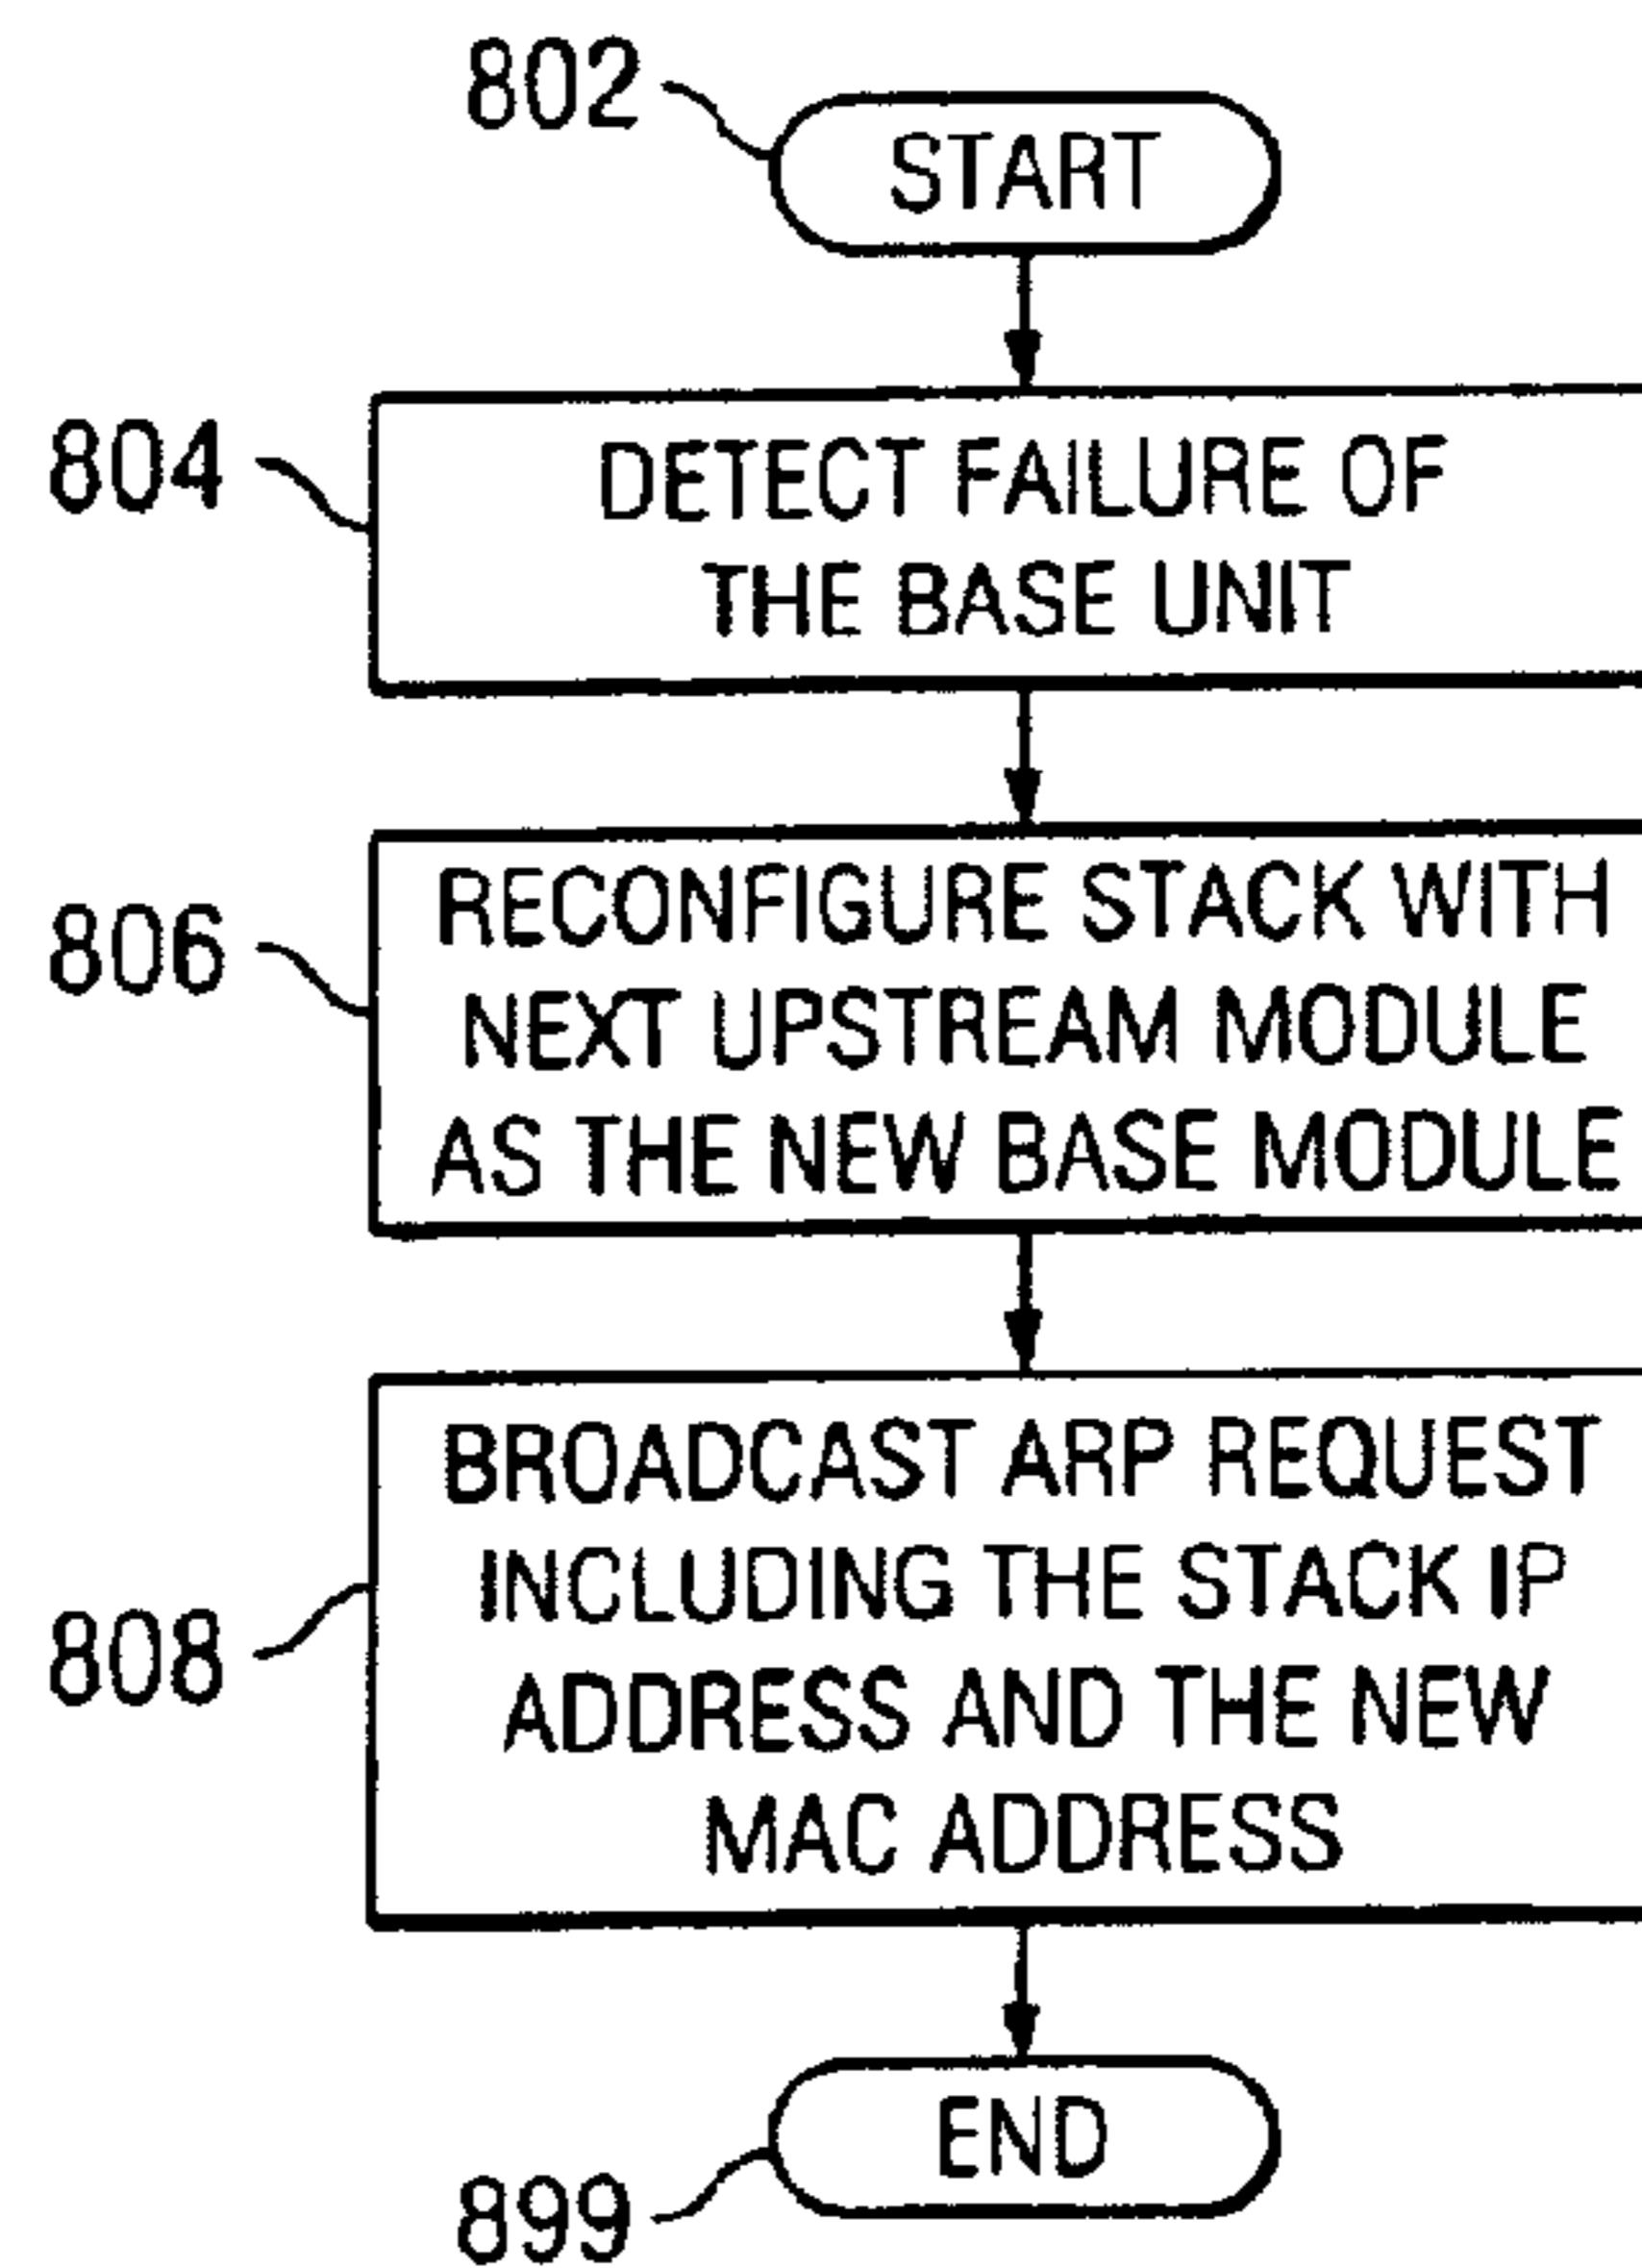 802
START
804
DETECT FAILURE OF
THE BASE UNIT
806
RECONFIGURE STACK WITH
NEXT UPSTREAM MODULE
AS THE NEW BASE MODULE
808
BROADCAST ARP REQUEST
INCLUDING THE STACK IP
ADDRESS AND THE NEW
MAC ADDRESS
END
899